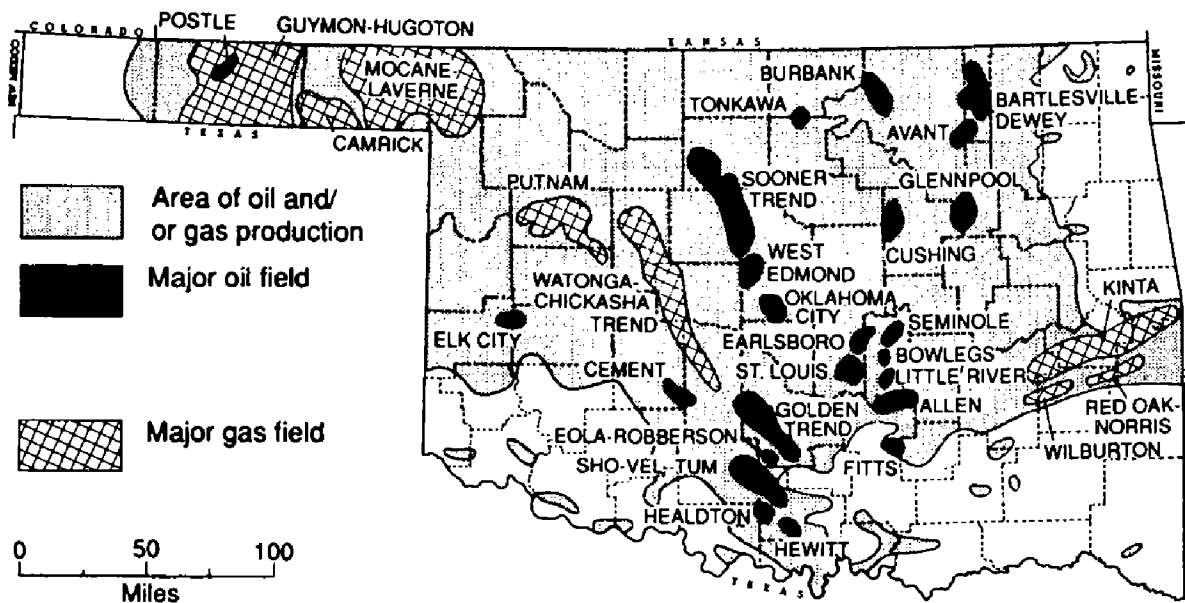 COLORADO
POSTLE
GUYMON-HUGOTON
KANSAS
NEW MEXICO
MOCANE-
LAVERNE
BURBANK
MISSOURI
TONKAWA
BARTLESVILLE-
DEWEY
TEXAS
CAMRICK
AVANT
Area of oil and/
or gas production
PUTNAM
SOONER
TREND
GLENNPOOL
Major oil field
WEST
EDMOND
CUSHING
WATONGA-
CHICKASHA
TREND
KINTA
OKLAHOMA
CITY
ELK CITY
EARLSBORO
SEMINOLE
BOWLEGS
CEMENT
ST. LOUIS
LITTLE RIVER
Major gas field
GOLDEN
TREND
ALLEN
RED OAK-
NORRIS
EOLA-ROBBERSON
WILBURTON
SHO-VEL-TUM
FITTS
HEALDTON
HEWITT
0 50 100
Miles
TEXAS